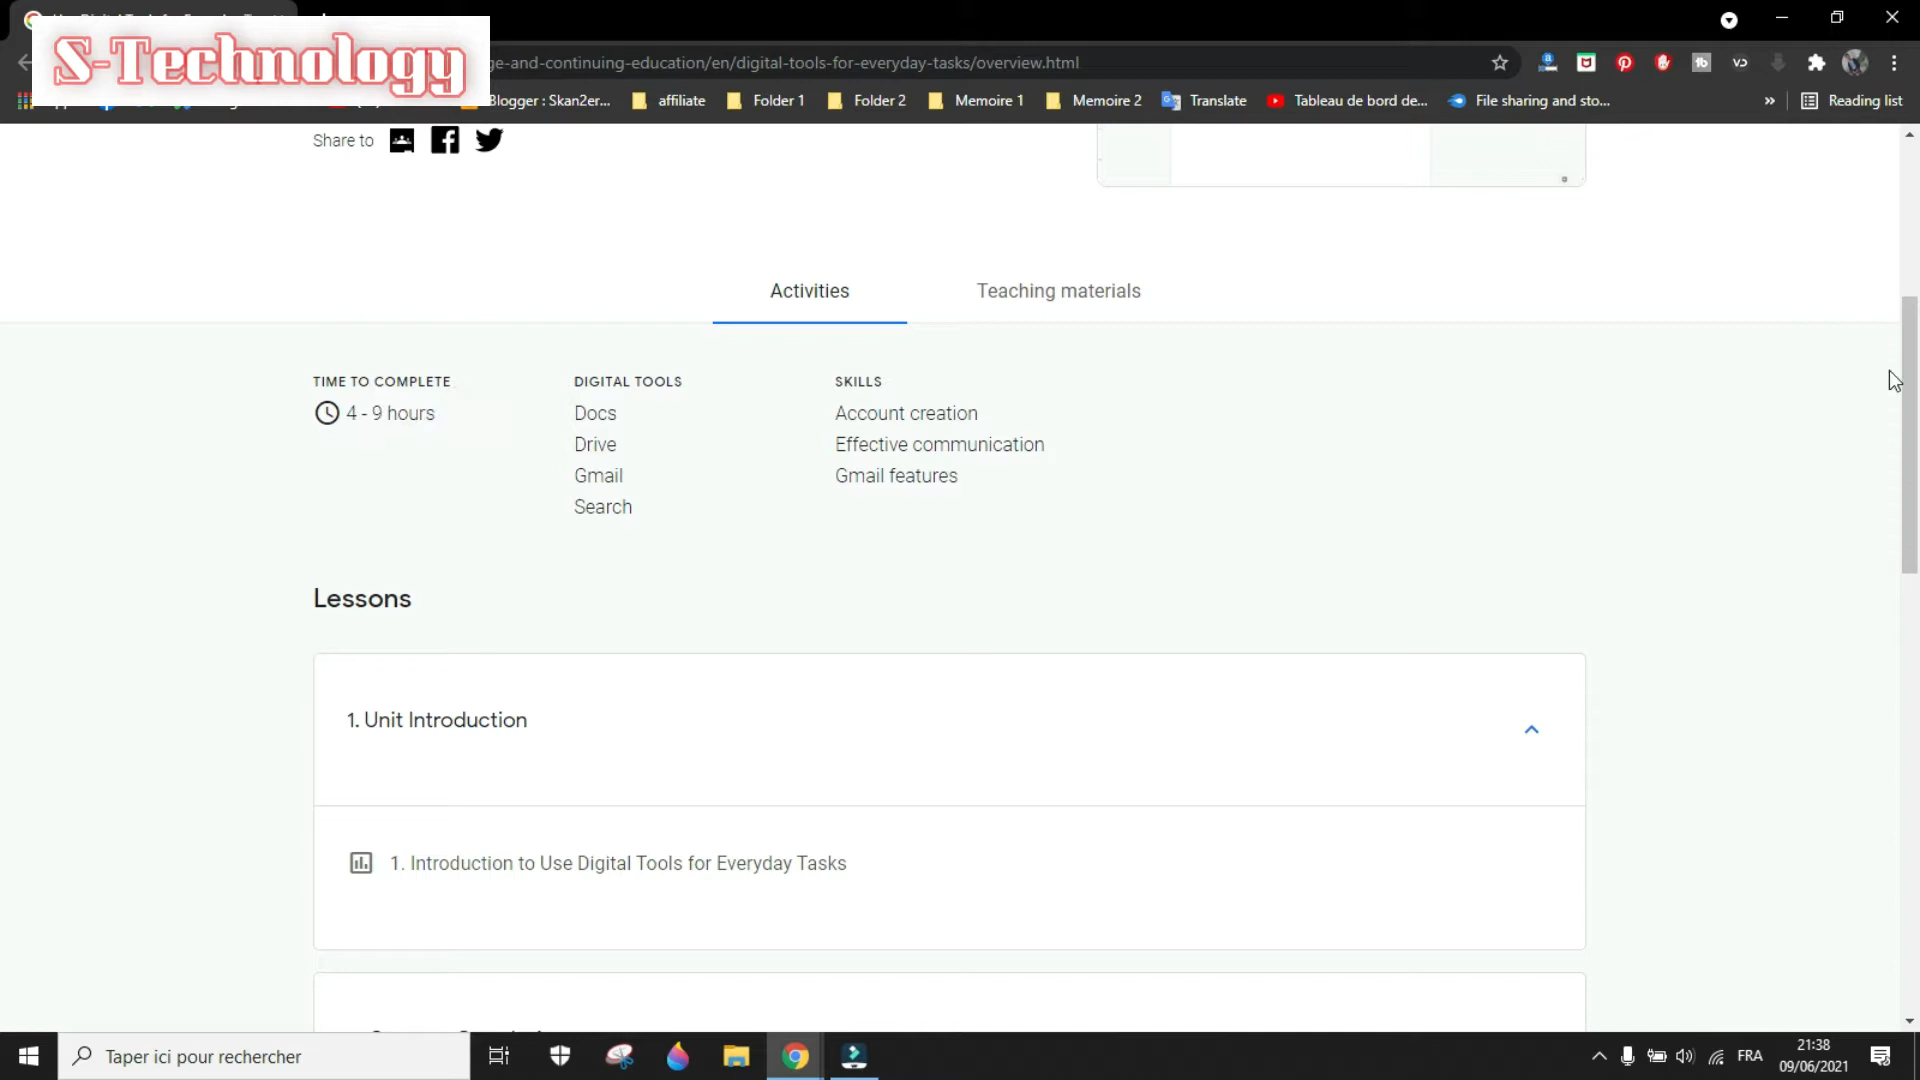 S-Technology
ge-and-continuing-education/en/digital-tools-for-everyday-tasks/overview.html
Blogger : Skan2er...
affiliate
Folder 1
Folder 2
Memoire 1
Memoire 2
Translate
Tableau de bord de...
File sharing and sto...
»
Reading list
Share to
Activities
Teaching materials
TIME TO COMPLETE
4 - 9 hours
DIGITAL TOOLS
Docs
Drive
Gmail
Search
SKILLS
Account creation
Effective communication
Gmail features
Lessons
1. Unit Introduction
1. Introduction to Use Digital Tools for Everyday Tasks
Taper ici pour rechercher
FRA
21:38
09/06/2021